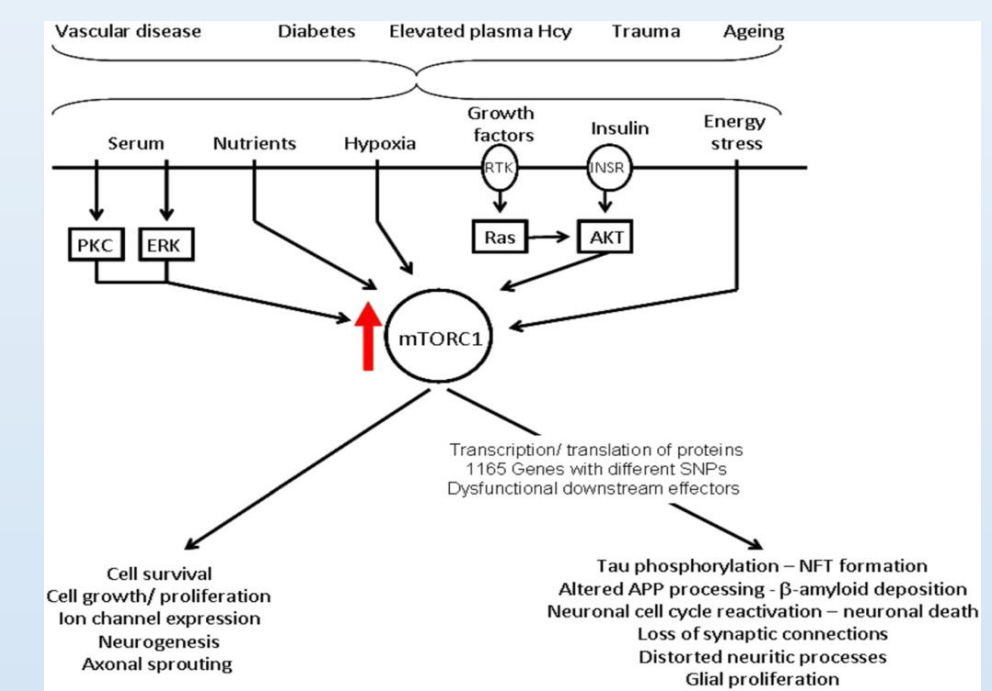 Vascular disease Diabetes Elevated plasma Hcy Trauma Ageing
Growth
factors
Serum Nutrients Hypoxia Insulin Energy
stress
RTK INSR
PKC ERK Ras AKT
mTORC1
Transcription/ translation of proteins
1165 Genes with different SNPs
Dysfunctional downstream effectors
Cell survival
Cell growth/ proliferation
Ion channel expression
Neurogenesis
Axonal sprouting
Tau phosphorylation – NFT formation
Altered APP processing - β-amyloid deposition
Neuronal cell cycle reactivation – neuronal death
Loss of synaptic connections
Distorted neuritic processes
Glial proliferation